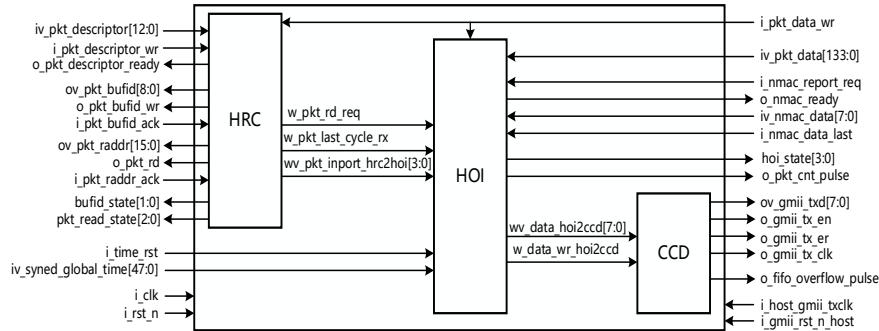 iv_pkt_descriptor[12:0]
i_pkt_descriptor_wr
o_pkt_descriptor_ready
ov_pkt_bufid[8:0]
o_pkt_bufid_wr
i_pkt_bufid_ack
ov_pkt_raddr[15:0]
o_pkt_rd
i_pkt_raddr_ack
bufid_state[1:0]
pkt_read_state[2:0]
i_time_rst
iv_syned_global_time[47:0]
i_clk
i_rst_n
HRC
w_pkt_rd_req
w_pkt_last_cycle_rx
wv_pkt_inport_hrc2hoi[3:0]
HOI
wv_data_hoi2ccd[7:0]
w_data_wr_hoi2ccd
CCD
i_pkt_data_wr
iv_pkt_data[133:0]
i_nmac_report_req
o_nmac_ready
iv_nmac_data[7:0]
i_nmac_data_last
hoi_state[3:0]
o_pkt_cnt_pulse
ov_gmii_txd[7:0]
o_gmii_tx_en
o_gmii_tx_er
o_gmii_tx_clk
o_fifo_overflow_pulse
i_host_gmii_txclk
i_gmii_rst_n_host